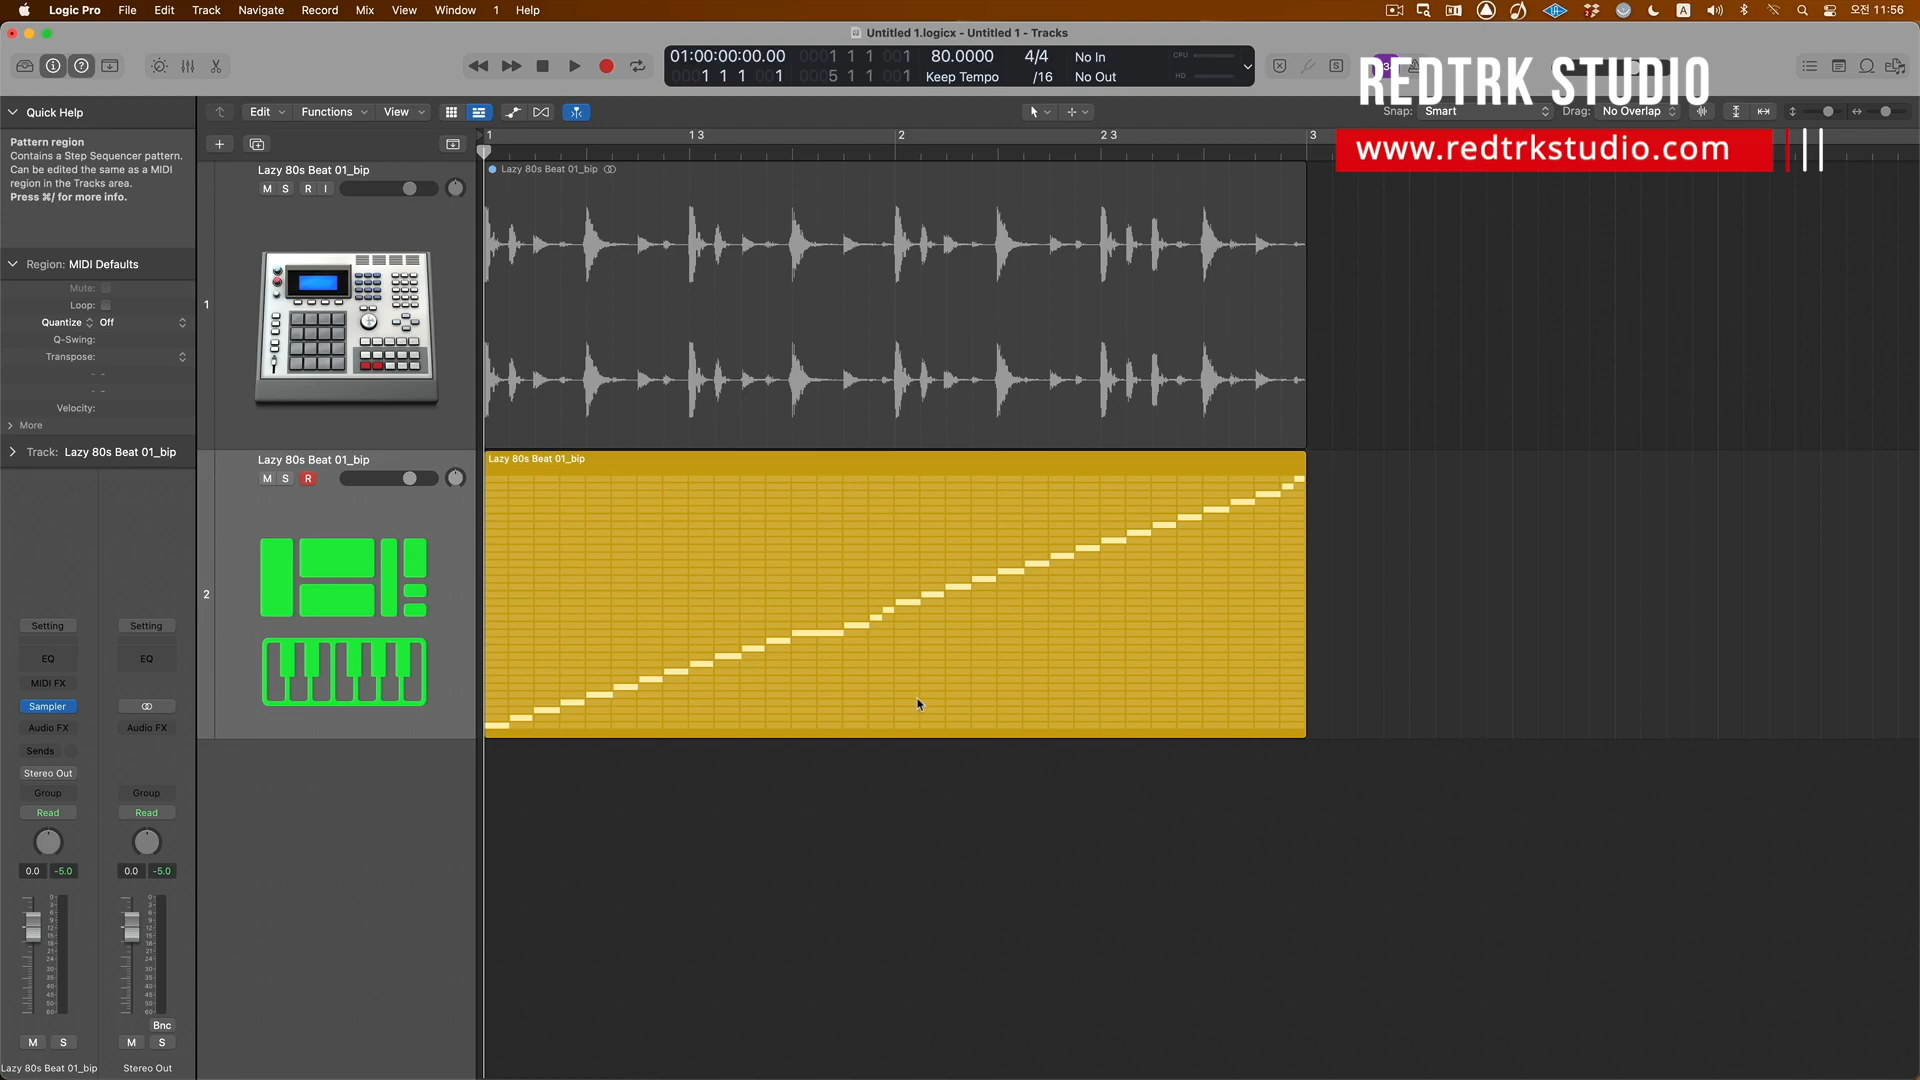 Logic Pro File Edit Track Navigate Record Mix View Window 1 Help
A 오전 11:56
Untitled 1.logicx - Untitled 1 - Tracks
01:00:00:00.00 0001 1 1 001 80.0000 4/4 No In CPU
0001 1 1 001 0005 1 1 001 Keep Tempo /16 No Out HD
REDTRK STUDIO
Quick Help
Edit Functions View
Snap: Smart Drag: No Overlap
www.redtrkstudio.com
1 1 3 2 2 3 3
Pattern region
Contains a Step Sequencer pattern.
Can be edited the same as a MIDI
region in the Tracks area.
Press ⌘/ for more info.
Lazy 80s Beat 01_bip
M S R I
Lazy 80s Beat 01_bip
1
Region: MIDI Defaults
Mute:
Loop:
Quantize Off
Q-Swing:
Transpose:
Velocity:
More
Track: Lazy 80s Beat 01_bip
Lazy 80s Beat 01_bip
M S R
Lazy 80s Beat 01_bip
2
Setting Setting
EQ EQ
MIDI FX
Sampler
Audio FX Audio FX
Sends
Stereo Out
Group Group
Read Read
0.0 -5.0 0.0 -5.0
Bnc
M S M S
Lazy 80s Beat 01_bip Stereo Out